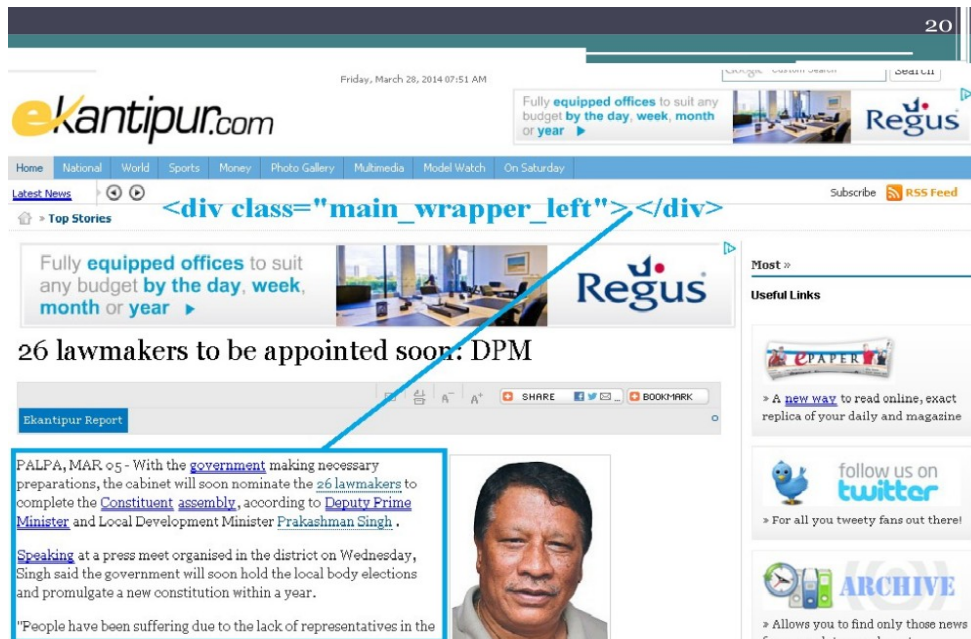 20
Friday, March 28, 2014 07:51 AM
Google Custom Search
Search
ekantipur.com
Fully equipped offices to suit any
budget by the day, week, month
or year
Regus
Home National World Sports Money Photo Gallery Multimedia Model Watch On Saturday
Latest News
Subscribe RSS Feed
» Top Stories
<div class="main_wrapper_left"> </div>
Fully equipped offices to suit
any budget by the day, week,
month or year
Regus
Most »
Useful Links
26 lawmakers to be appointed soon: DPM
A⁻ A⁺ SHARE BOOKMARK
Ekantipur Report
PALPA, MAR 05 - With the government making necessary
preparations, the cabinet will soon nominate the 26 lawmakers to
complete the Constituent assembly, according to Deputy Prime
Minister and Local Development Minister Prakashman Singh .
Speaking at a press meet organised in the district on Wednesday,
Singh said the government will soon hold the local body elections
and promulgate a new constitution within a year.
"People have been suffering due to the lack of representatives in the
ePAPER
» A new way to read online, exact
replica of your daily and magazine
follow us on
twitter
» For all you tweety fans out there!
ARCHIVE
» Allows you to find only those news